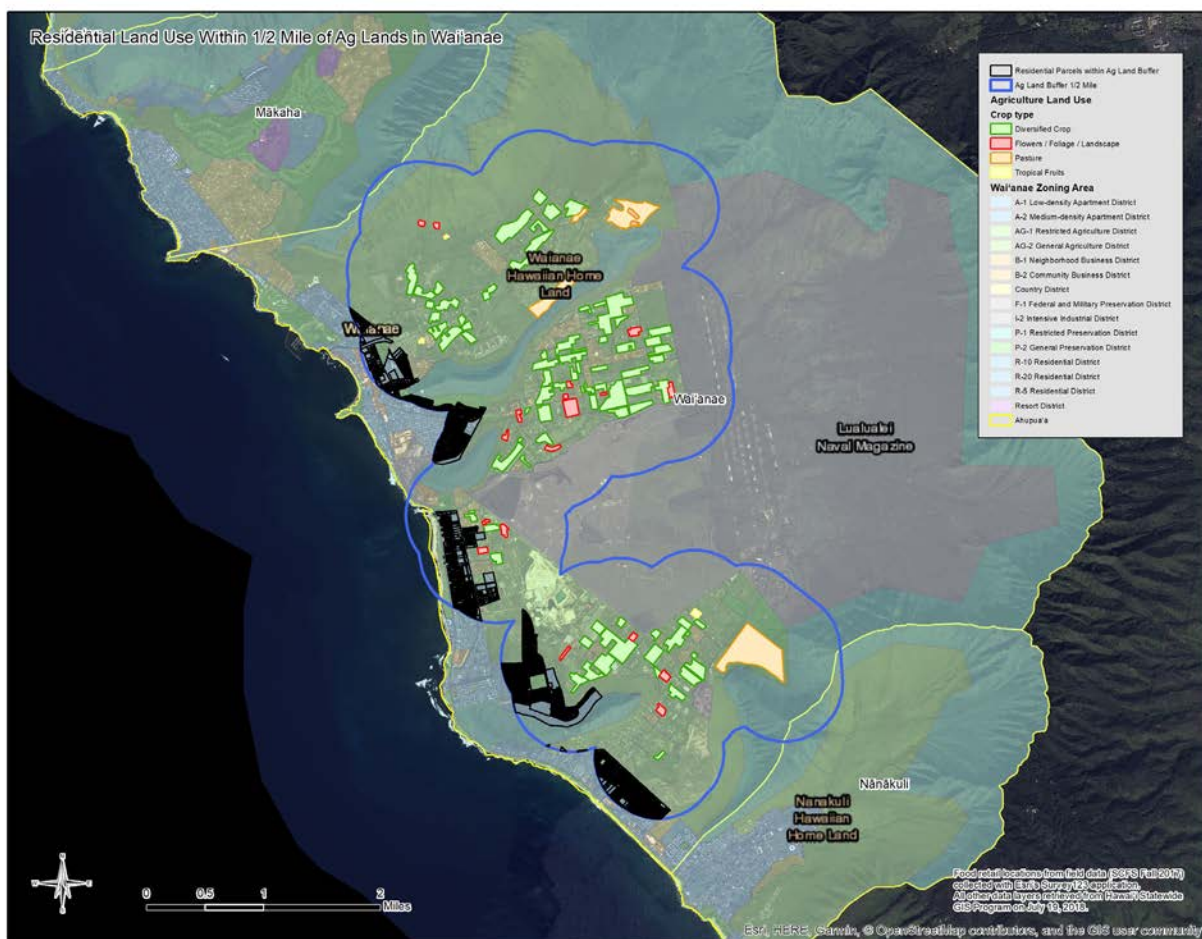 Residential Land Use Within 1/2 Mile of Ag Lands in Wai'anae
Mākaha
Waianae
Hawaiian Home
Land
Wai'anae
Lualualei
Naval Magazine
Nānākuli
Nanakuli
Hawaiian
Home Land
Residential Parcels within Ag Land Buffer
Ag Land Buffer 1/2 Mile
Agriculture Land Use
Crop type
Diversified Crop
Flowers / Foliage / Landscape
Pasture
Tropical Fruits
Wai'anae Zoning Area
A-1 Low-density Apartment District
A-2 Medium-density Apartment District
AG-1 Restricted Agriculture District
AG-2 General Agriculture District
B-1 Neighborhood Business District
B-2 Community Business District
Country District
F-1 Federal and Military Preservation District
I-2 Intensive Industrial District
P-1 Restricted Preservation District
P-2 General Preservation District
R-10 Residential District
R-20 Residential District
R-5 Residential District
Resort District
Ahupua'a
N
W E
S
0 0.5 1 2
Miles
Food retail locations from field data (SCFS Fall 2017)
collected with Esri's Survey123 application.
All other data layers retrieved from Hawai'i Statewide
GIS Program on July 19, 2018.
Esri, HERE, Garmin, © OpenStreetMap contributors, and the GIS user community